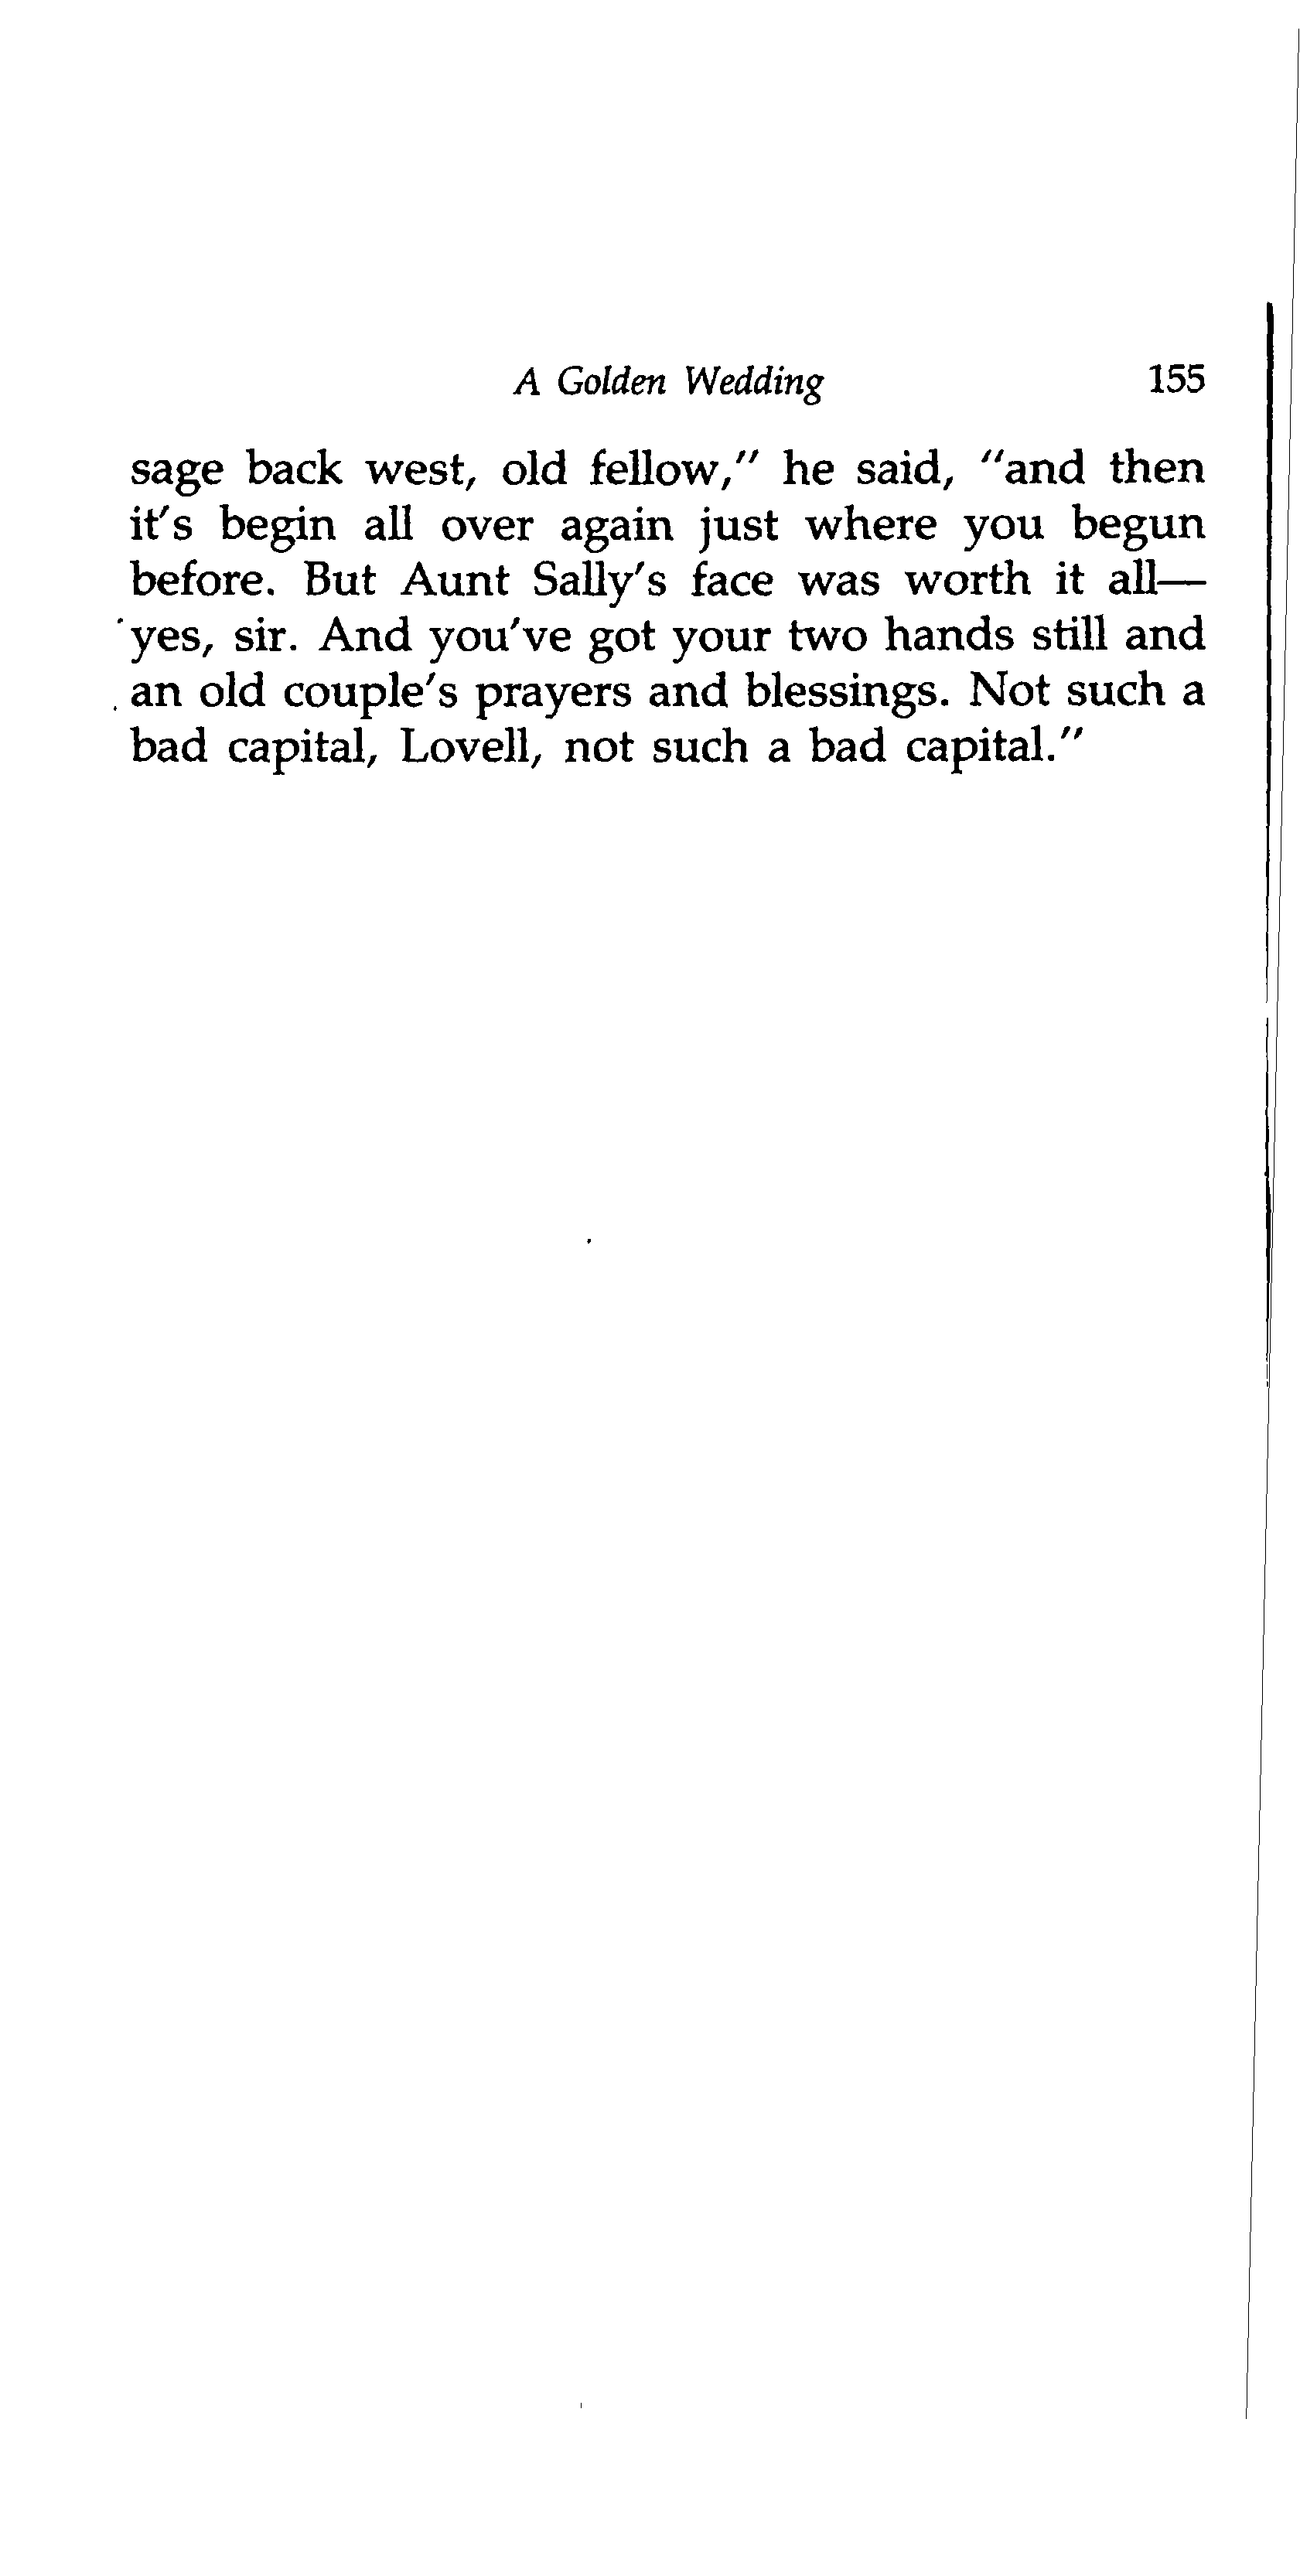 A Golden Wedding 155
sage back west, old fellow," he said, "and then
it's begin all over again just where you begun
before. But Aunt Sally's face was worth it all—
yes, sir. And you've got your two hands still and
an old couple's prayers and blessings. Not such a
bad capital, Lovell, not such a bad capital."